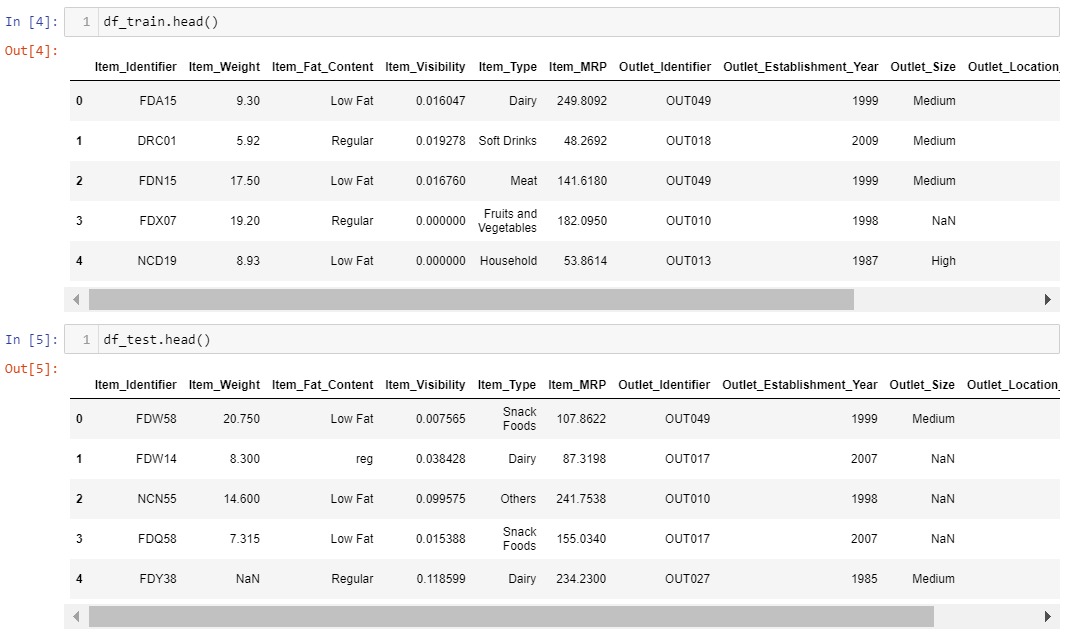 In [4]: 1 df_train.head()
Out[4]:
Item_Identifier Item_Weight Item_Fat_Content Item_Visibility Item_Type Item_MRP Outlet_Identifier Outlet_Establishment_Year Outlet_Size Outlet_Location_
0 FDA15 9.30 Low Fat 0.016047 Dairy 249.8092 OUT049 1999 Medium
1 DRC01 5.92 Regular 0.019278 Soft Drinks 48.2692 OUT018 2009 Medium
2 FDN15 17.50 Low Fat 0.016760 Meat 141.6180 OUT049 1999 Medium
3 FDX07 19.20 Regular 0.000000 Fruits and Vegetables 182.0950 OUT010 1998 NaN
4 NCD19 8.93 Low Fat 0.000000 Household 53.8614 OUT013 1987 High
In [5]: 1 df_test.head()
Out[5]:
Item_Identifier Item_Weight Item_Fat_Content Item_Visibility Item_Type Item_MRP Outlet_Identifier Outlet_Establishment_Year Outlet_Size Outlet_Location_
0 FDW58 20.750 Low Fat 0.007565 Snack Foods 107.8622 OUT049 1999 Medium
1 FDW14 8.300 reg 0.038428 Dairy 87.3198 OUT017 2007 NaN
2 NCN55 14.600 Low Fat 0.099575 Others 241.7538 OUT010 1998 NaN
3 FDQ58 7.315 Low Fat 0.015388 Snack Foods 155.0340 OUT017 2007 NaN
4 FDY38 NaN Regular 0.118599 Dairy 234.2300 OUT027 1985 Medium